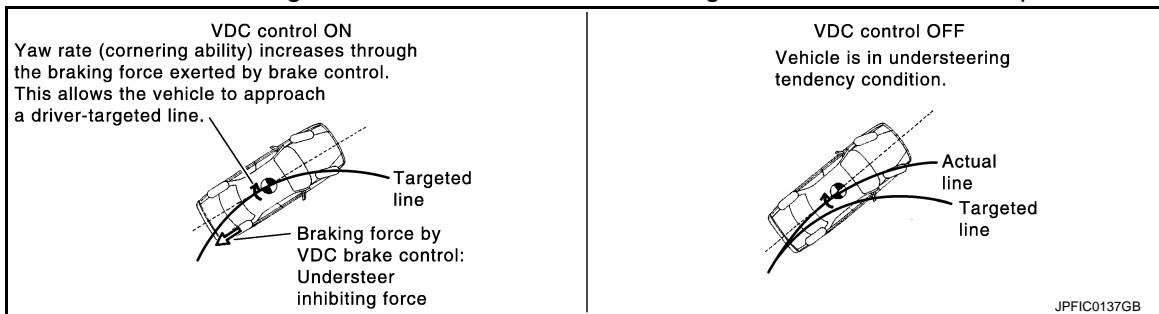 VDC control ON
Yaw rate (cornering ability) increases through
the braking force exerted by brake control.
This allows the vehicle to approach
a driver-targeted line.
Targeted
line
Braking force by
VDC brake control:
Understeer
inhibiting force
VDC control OFF
Vehicle is in understeering
tendency condition.
Actual
line
Targeted
line
JPFIC0137GB